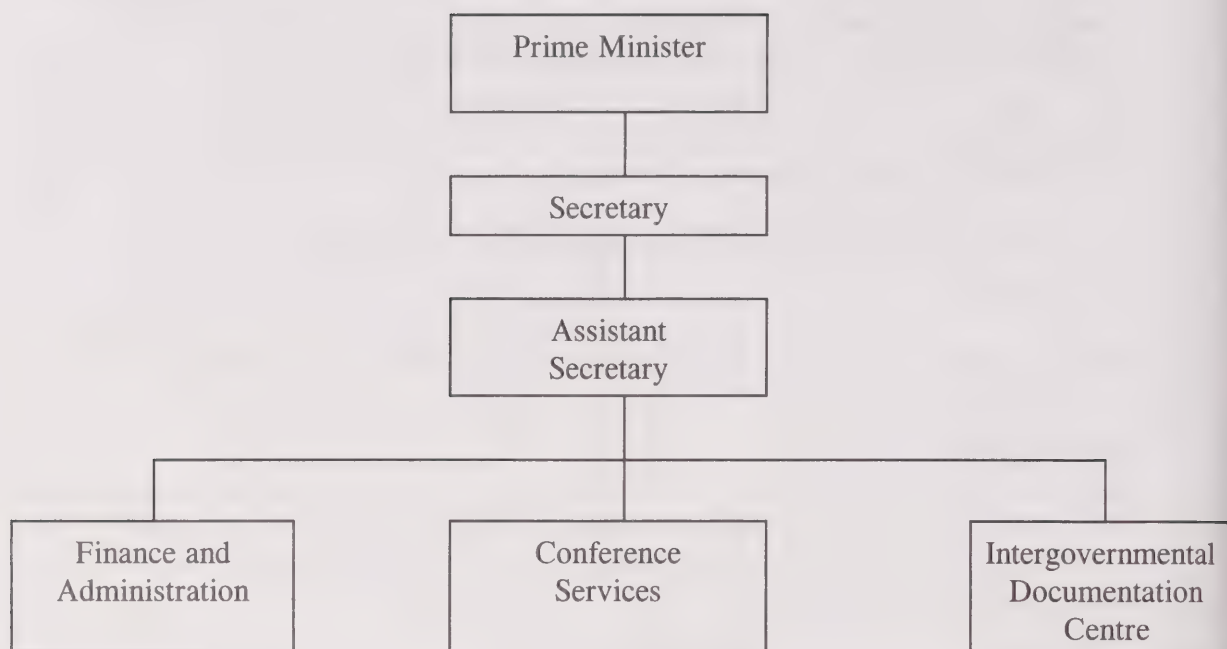 Prime Minister
Secretary
Assistant
Secretary
Finance and
Administration
Conference
Services
Intergovernmental
Documentation
Centre